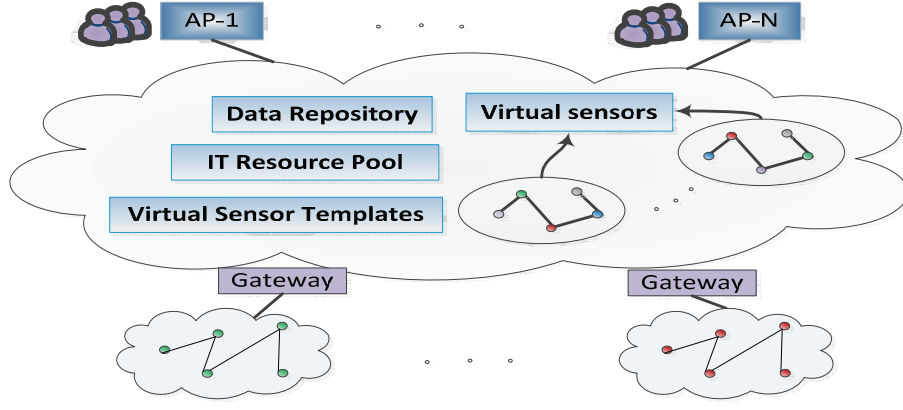 AP-1
AP-N
Data Repository
Virtual sensors
IT Resource Pool
Virtual Sensor Templates
Gateway
Gateway